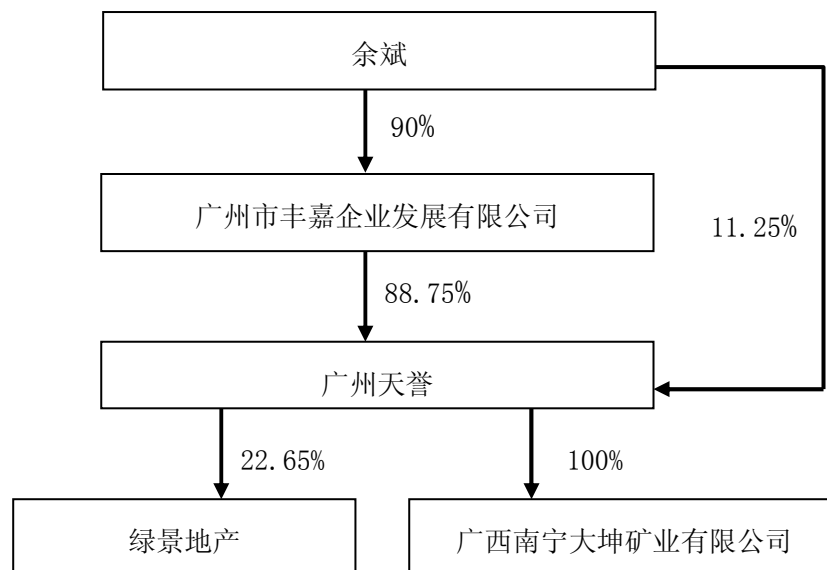 余斌
90%
广州市丰嘉企业发展有限公司
11.25%
88.75%
广州天誉
22.65%
100%
绿景地产
广西南宁大坤矿业有限公司